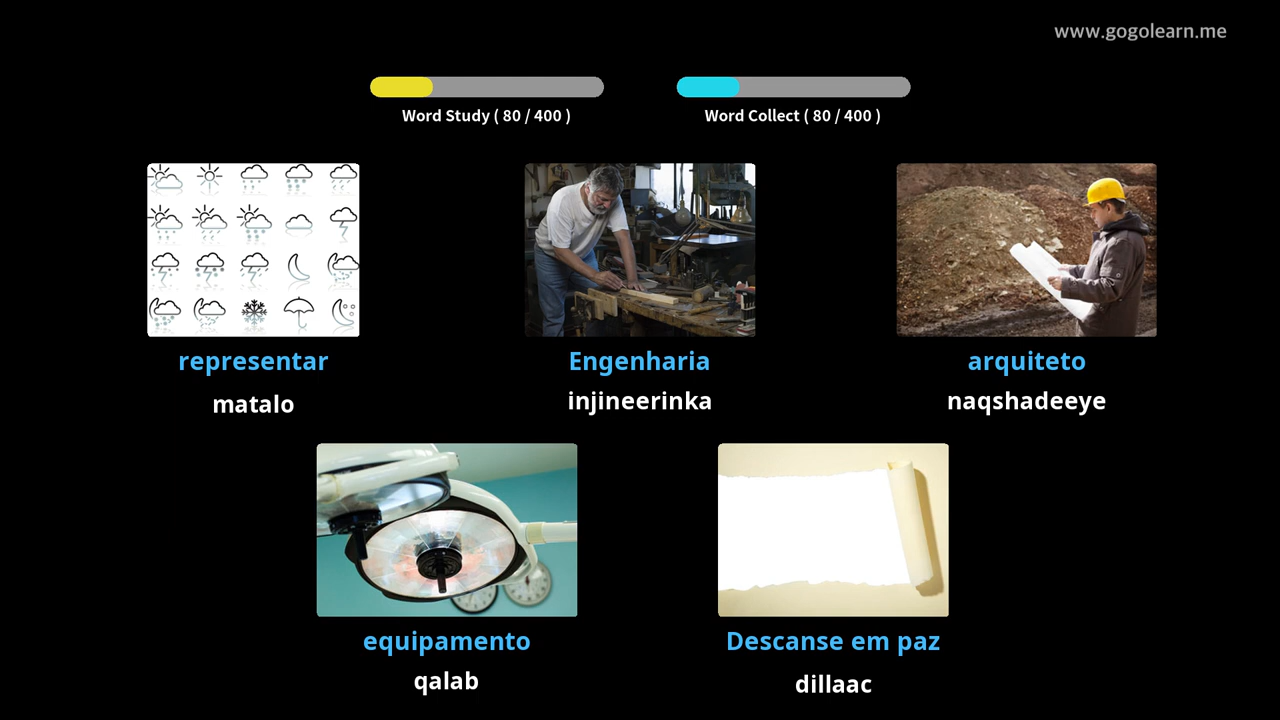 www.gogolearn.me
Word Study ( 80 / 400 )
Word Collect ( 80 / 400 )
representar
matalo
Engenharia
injineerinka
arquiteto
naqshadeeye
equipamento
qalab
Descanse em paz
dillaac